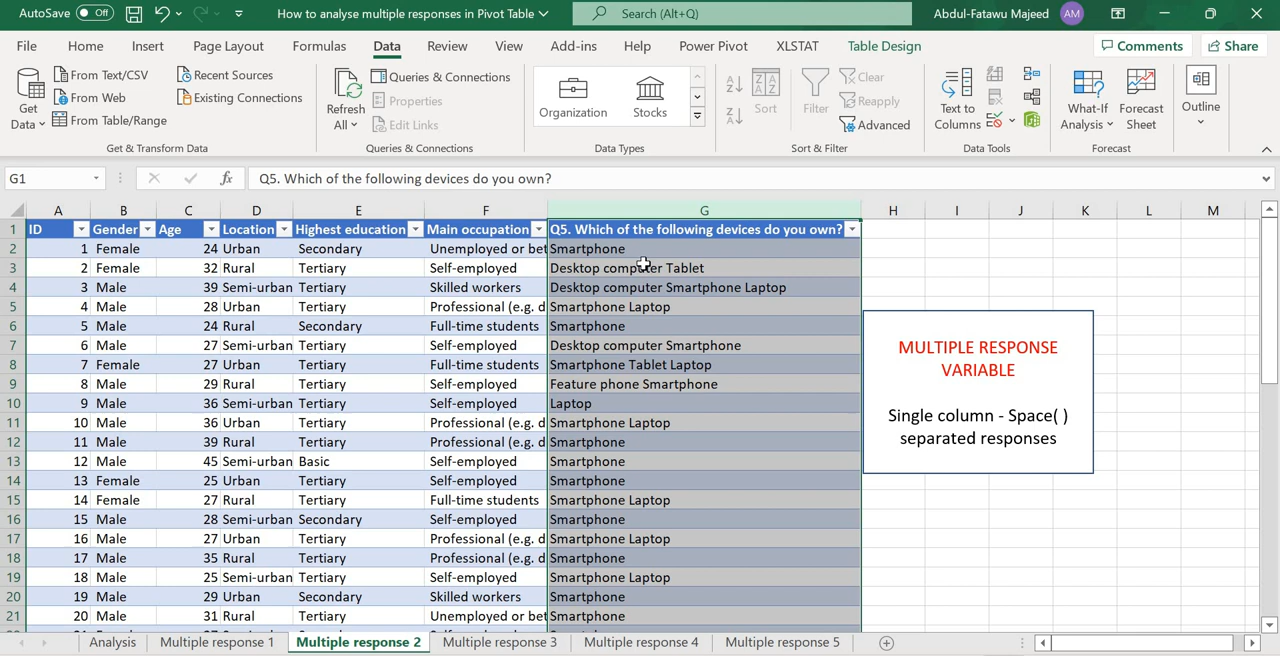 AutoSave Off How to analyse multiple responses in Pivot Table Search (Alt+Q) Abdul-Fatawu Majeed AM
File Home Insert Page Layout Formulas Data Review View Add-ins Help Power Pivot XLSTAT Table Design Comments Share
Get Data
From Text/CSV
From Web
From Table/Range
Recent Sources
Existing Connections
Get & Transform Data
Refresh All
Queries & Connections
Properties
Edit Links
Queries & Connections
Organization Stocks
Data Types
Sort Filter
Clear
Reapply
Advanced
Sort & Filter
Text to Columns
Data Tools
What-If Analysis
Forecast Sheet
Forecast
Outline
G1 fx Q5. Which of the following devices do you own?
A B C D E F G H I J K L M
1 ID Gender Age Location Highest education Main occupation Q5. Which of the following devices do you own?
2 1 Female 24 Urban Secondary Unemployed or bet Smartphone
3 2 Female 32 Rural Tertiary Self-employed Desktop computer Tablet
4 3 Male 39 Semi-urban Tertiary Skilled workers Desktop computer Smartphone Laptop
5 4 Male 28 Urban Tertiary Professional (e.g. d Smartphone Laptop
6 5 Male 24 Rural Secondary Full-time students Smartphone
7 6 Male 27 Semi-urban Tertiary Self-employed Desktop computer Smartphone
8 7 Female 27 Urban Tertiary Full-time students Smartphone Tablet Laptop
9 8 Male 29 Rural Tertiary Self-employed Feature phone Smartphone
10 9 Male 36 Semi-urban Tertiary Self-employed Laptop
11 10 Male 36 Urban Tertiary Professional (e.g. d Smartphone Laptop
12 11 Male 39 Rural Tertiary Professional (e.g. d Smartphone
13 12 Male 45 Semi-urban Basic Self-employed Smartphone
14 13 Female 25 Urban Tertiary Self-employed Smartphone
15 14 Female 27 Rural Tertiary Full-time students Smartphone Laptop
16 15 Male 28 Semi-urban Secondary Self-employed Smartphone
17 16 Male 27 Urban Tertiary Professional (e.g. d Smartphone Laptop
18 17 Male 35 Rural Tertiary Professional (e.g. d Smartphone
19 18 Male 25 Semi-urban Tertiary Self-employed Smartphone Laptop
20 19 Male 29 Urban Secondary Skilled workers Smartphone
21 20 Male 31 Rural Tertiary Unemployed or bet Smartphone
MULTIPLE RESPONSE
VARIABLE
Single column - Space( )
separated responses
Analysis Multiple response 1 Multiple response 2 Multiple response 3 Multiple response 4 Multiple response 5